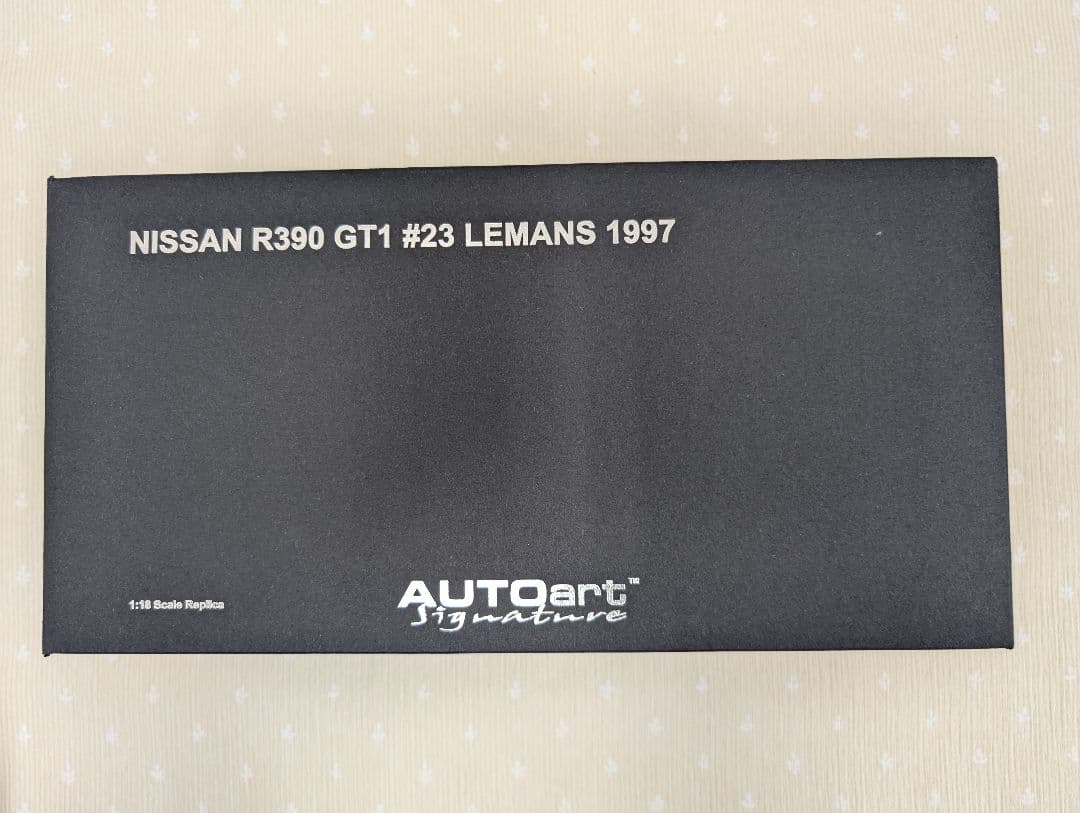 NISSAN R390 GT1 #23 LEMANS 1997
1:18 Scale Replica
AUTOart™
Signature